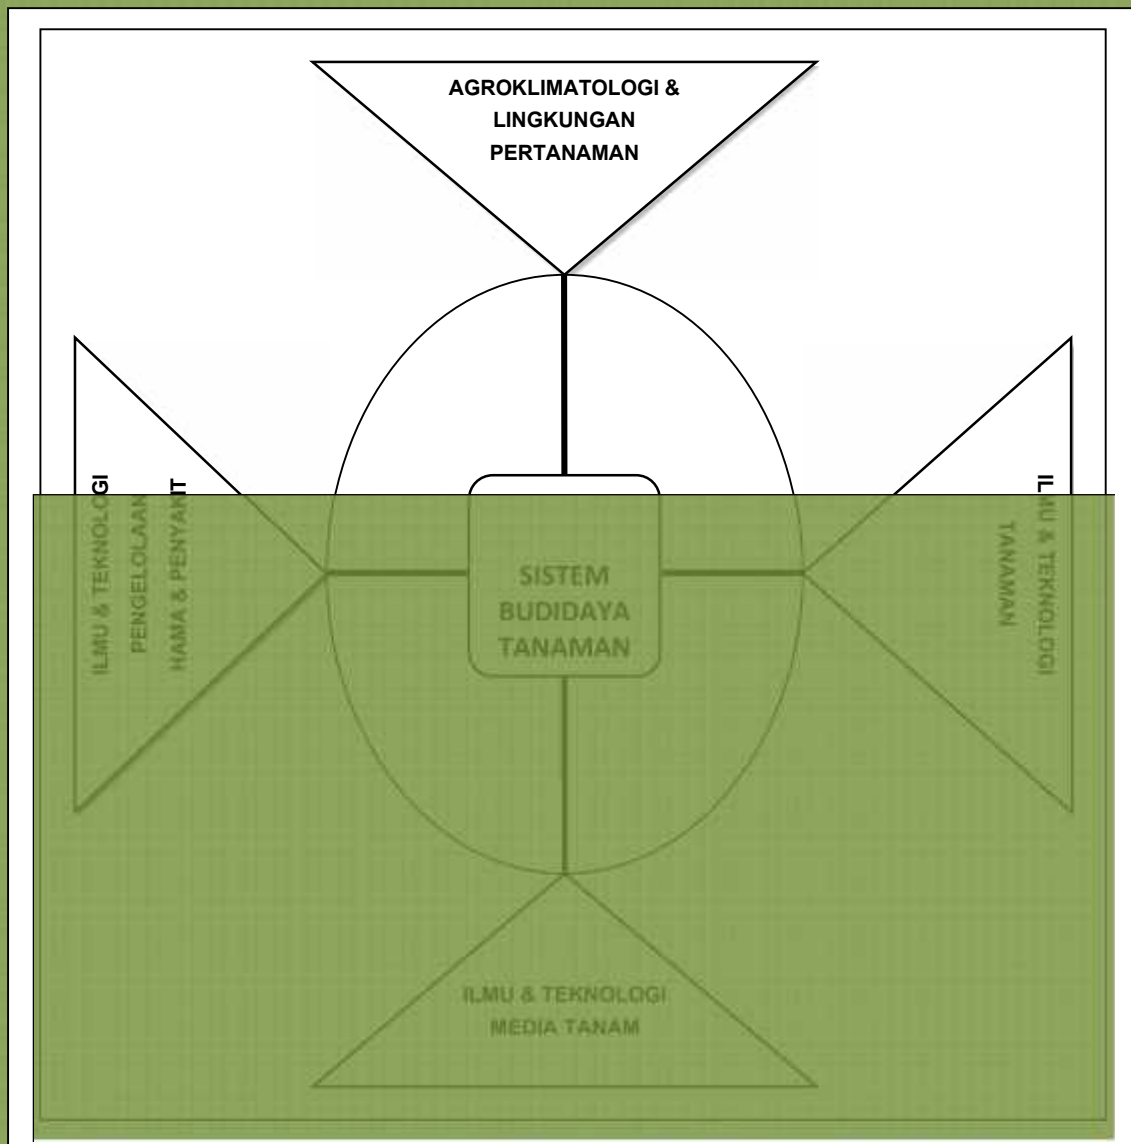 AGROKLIMATOLOGI &
LINGKUNGAN
PERTANAMAN
ILMU & TEKNOLOGI
PENGELOLAAN
HAMA & PENYAKIT
SISTEM
BUDIDAYA
TANAMAN
ILMU & TEKNOLOGI
TANAMAN
ILMU & TEKNOLOGI
MEDIA TANAM